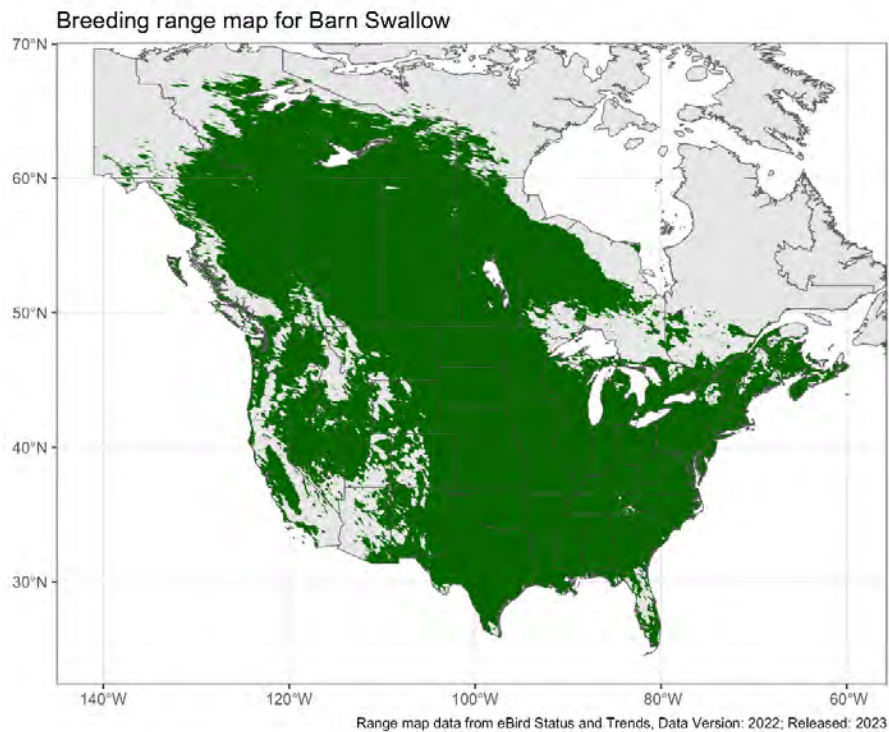 Breeding range map for Barn Swallow
70°N
60°N
50°N
40°N
30°N
140°W 120°W 100°W 80°W 60°W
Range map data from eBird Status and Trends, Data Version: 2022; Released: 2023